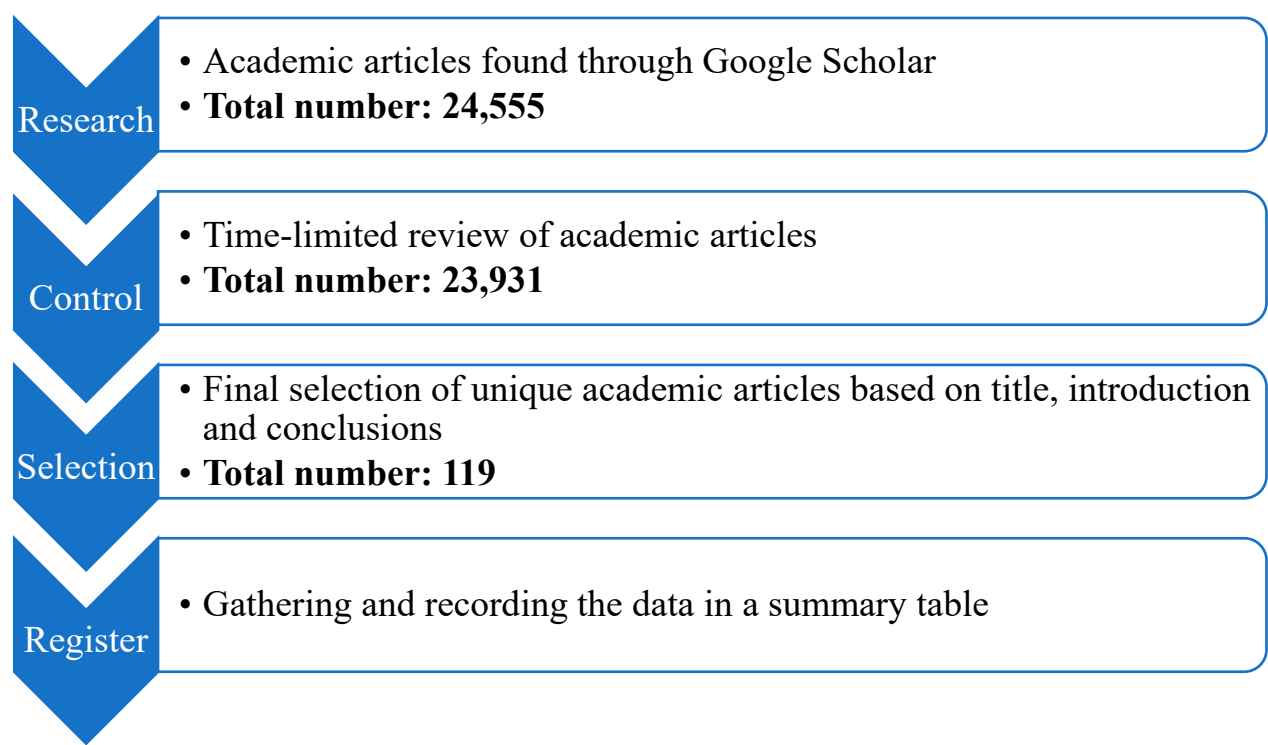 Research
• Academic articles found through Google Scholar
• Total number: 24,555
Control
• Time-limited review of academic articles
• Total number: 23,931
Selection
• Final selection of unique academic articles based on title, introduction
and conclusions
• Total number: 119
Register
• Gathering and recording the data in a summary table